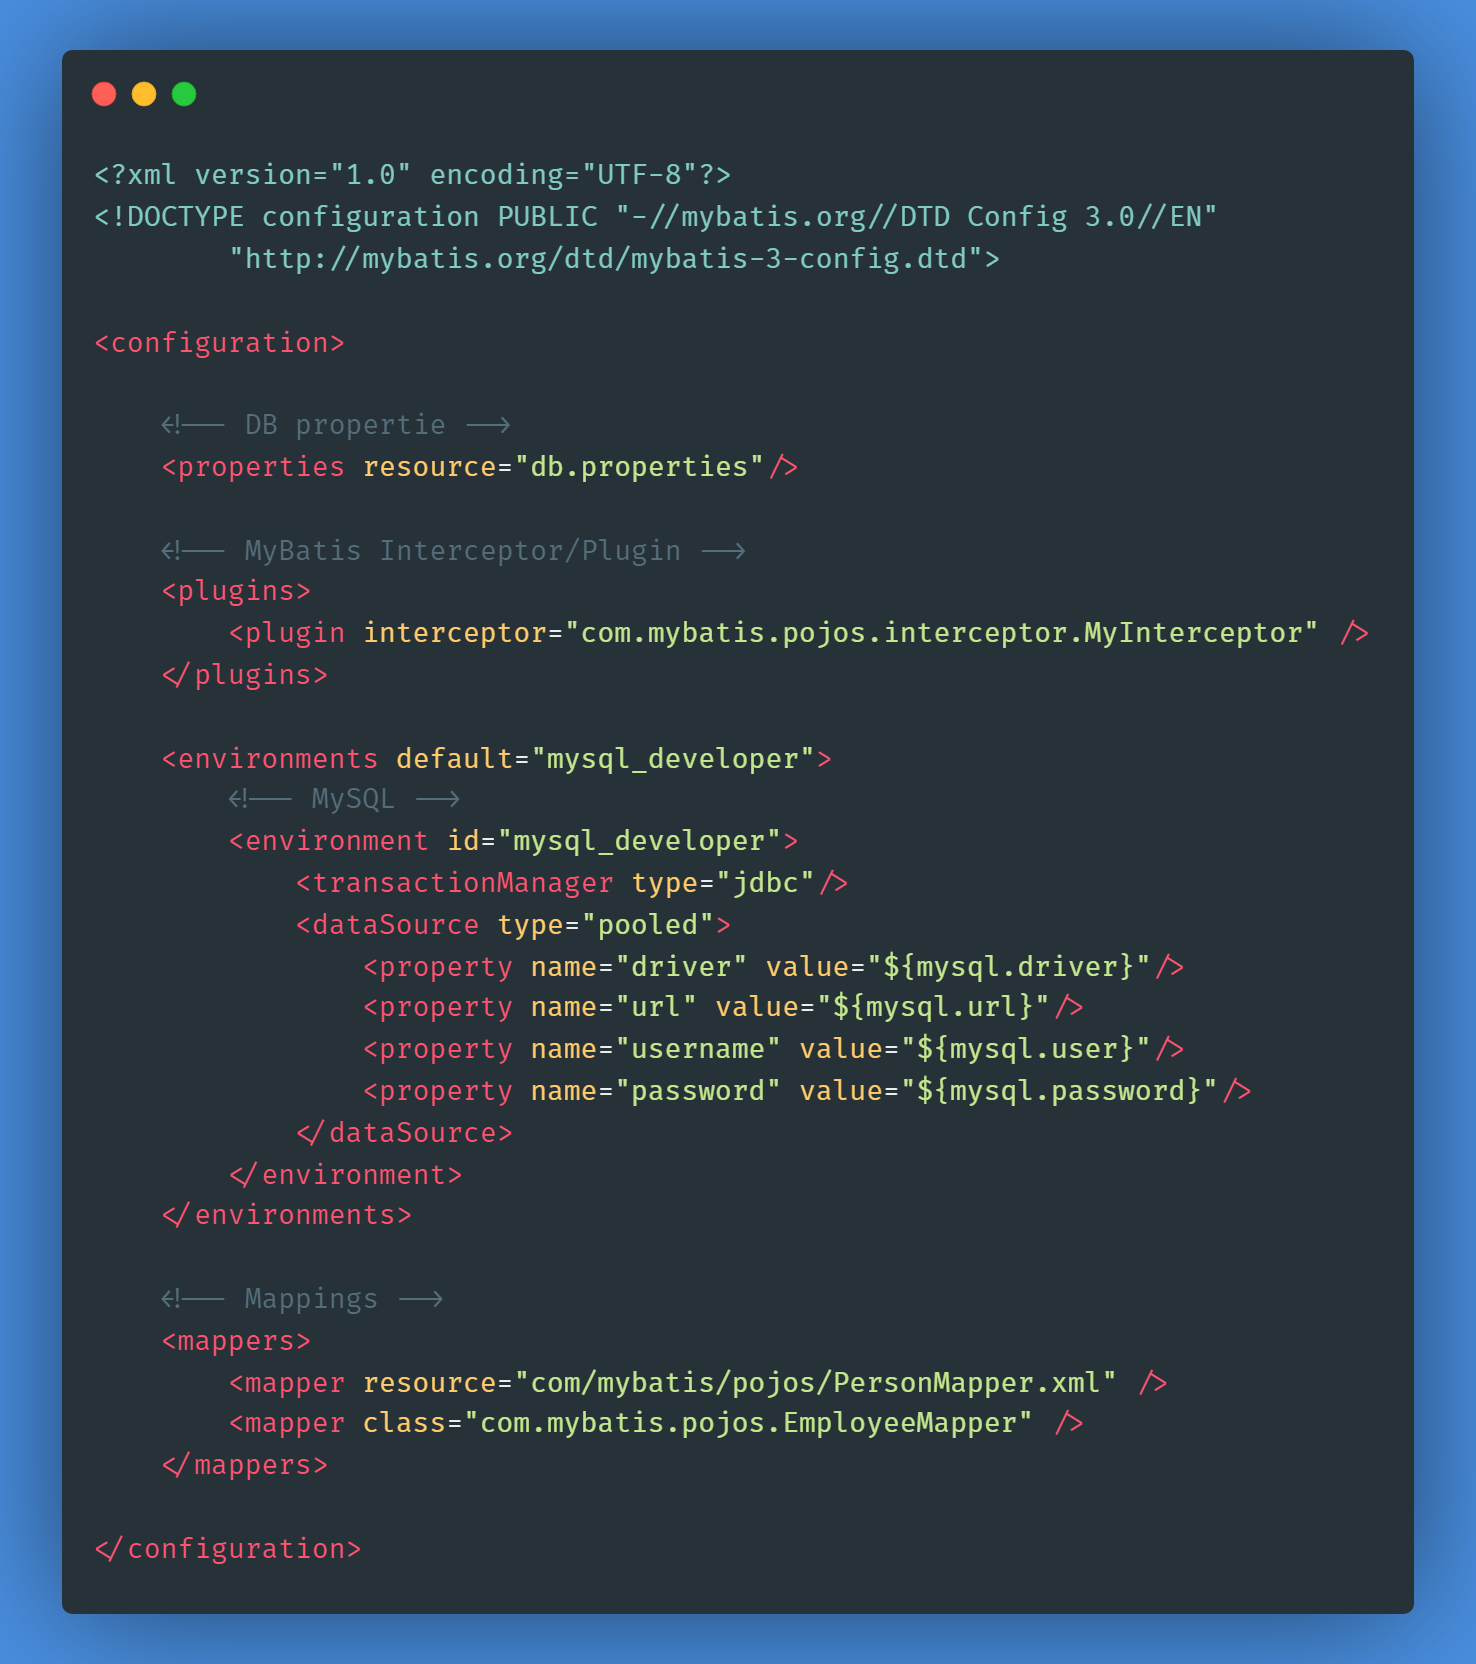 <?xml version="1.0" encoding="UTF-8"?>
<!DOCTYPE configuration PUBLIC "-//mybatis.org//DTD Config 3.0//EN"
        "http://mybatis.org/dtd/mybatis-3-config.dtd">

<configuration>

    <!-- DB propertie -->
    <properties resource="db.properties"/>

    <!-- MyBatis Interceptor/Plugin -->
    <plugins>
        <plugin interceptor="com.mybatis.pojos.interceptor.MyInterceptor" />
    </plugins>

    <environments default="mysql_developer">
        <!-- MySQL -->
        <environment id="mysql_developer">
            <transactionManager type="jdbc"/>
            <dataSource type="pooled">
                <property name="driver" value="${mysql.driver}"/>
                <property name="url" value="${mysql.url}"/>
                <property name="username" value="${mysql.user}"/>
                <property name="password" value="${mysql.password}"/>
            </dataSource>
        </environment>
    </environments>

    <!-- Mappings -->
    <mappers>
        <mapper resource="com/mybatis/pojos/PersonMapper.xml" />
        <mapper class="com.mybatis.pojos.EmployeeMapper" />
    </mappers>

</configuration>